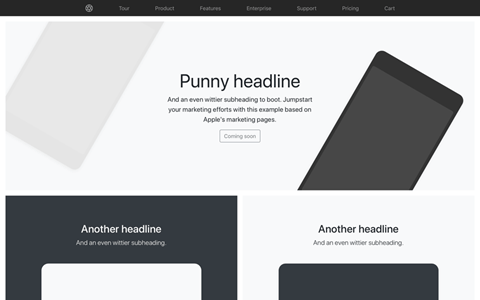 Tour Product Features Enterprise Support Pricing Cart
Punny headline
And an even wittier subheading to boot. Jumpstart
your marketing efforts with this example based on
Apple's marketing pages.
Coming soon
Another headline
And an even wittier subheading.
Another headline
And an even wittier subheading.